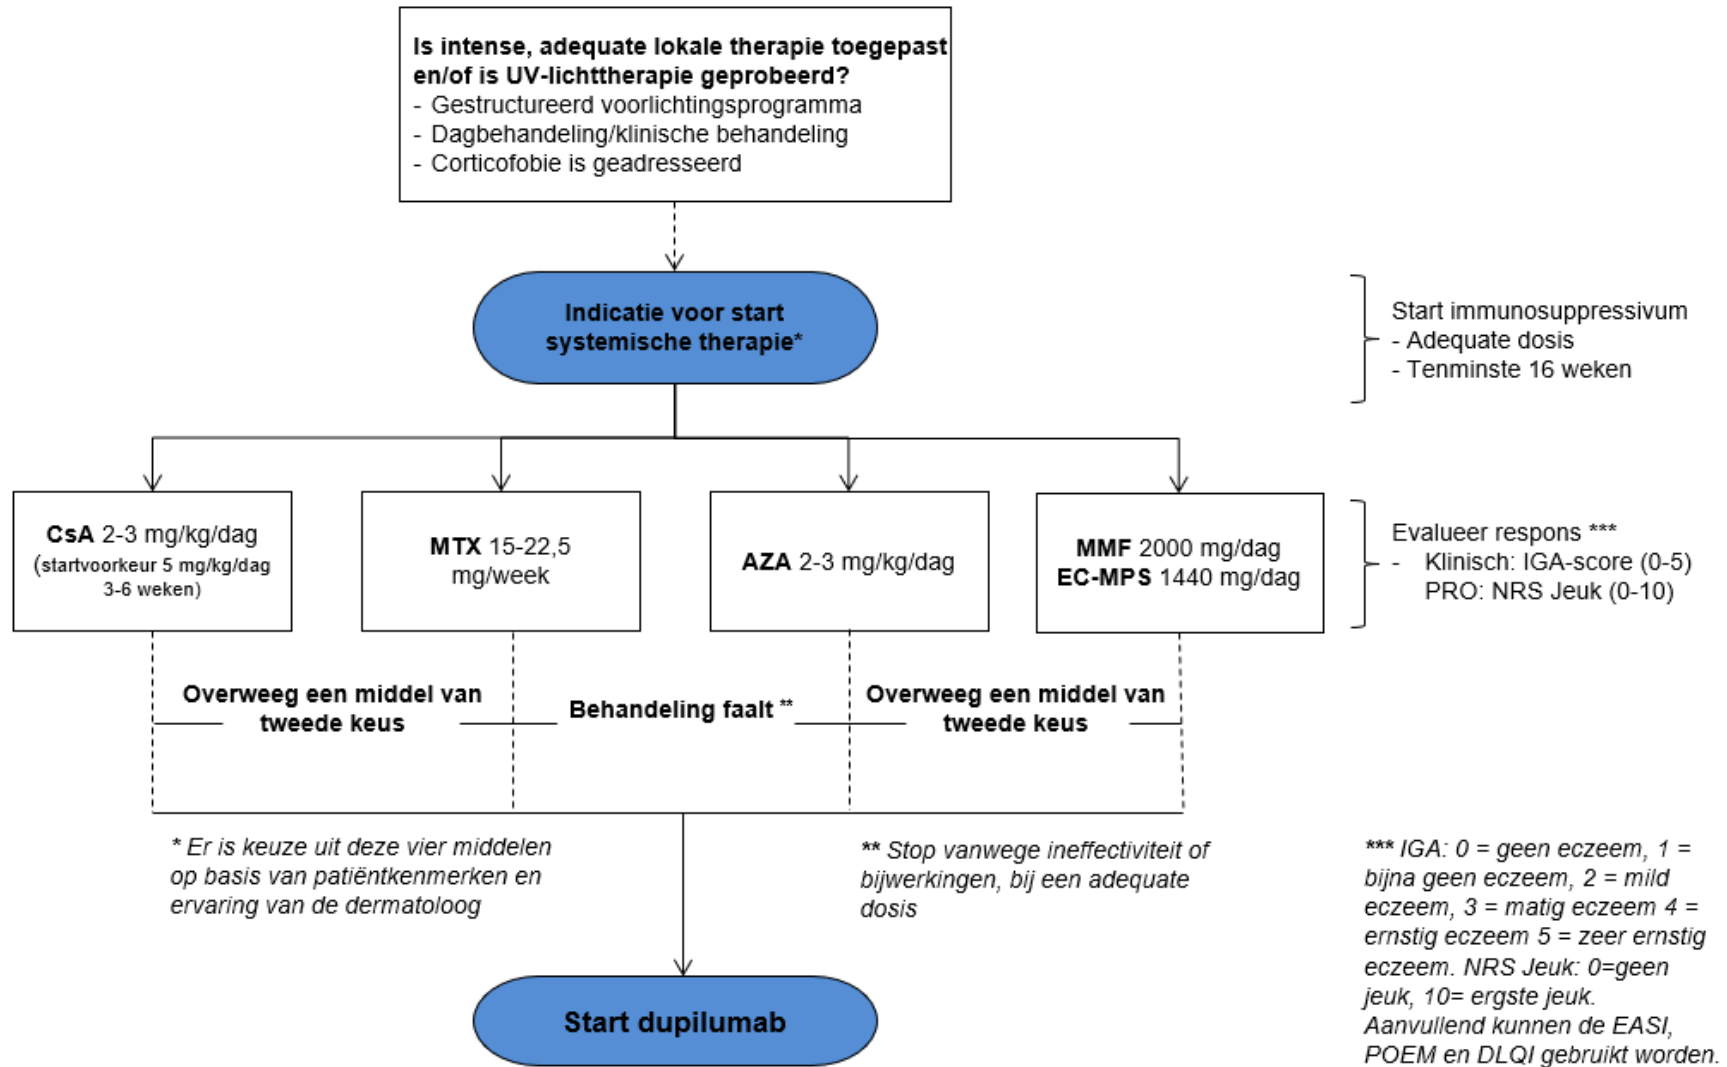 Is intense, adequate lokale therapie toegepast
en/of is UV-lichttherapie geprobeerd?
- Gestructureerd voorlichtingsprogramma
- Dagbehandeling/klinische behandeling
- Corticofobie is geadresseerd
Indicatie voor start
systemische therapie*
Start immunosuppressivum
- Adequate dosis
- Tenminste 16 weken
CsA 2-3 mg/kg/dag
(startvoorkeur 5 mg/kg/dag
3-6 weken)
MTX 15-22,5
mg/week
AZA 2-3 mg/kg/dag
MMF 2000 mg/dag
EC-MPS 1440 mg/dag
Evalueer respons ***
- Klinisch: IGA-score (0-5)
PRO: NRS Jeuk (0-10)
Overweeg een middel van
tweede keus
Behandeling faalt **
Overweeg een middel van
tweede keus
* Er is keuze uit deze vier middelen
op basis van patiëntkenmerken en
ervaring van de dermatoloog
** Stop vanwege ineffectiviteit of
bijwerkingen, bij een adequate
dosis
*** IGA: 0 = geen eczeem, 1 =
bijna geen eczeem, 2 = mild
eczeem, 3 = matig eczeem 4 =
ernstig eczeem 5 = zeer ernstig
eczeem. NRS Jeuk: 0=geen
jeuk, 10= ergste jeuk.
Aanvullend kunnen de EASI,
POEM en DLQI gebruikt worden.
Start dupilumab